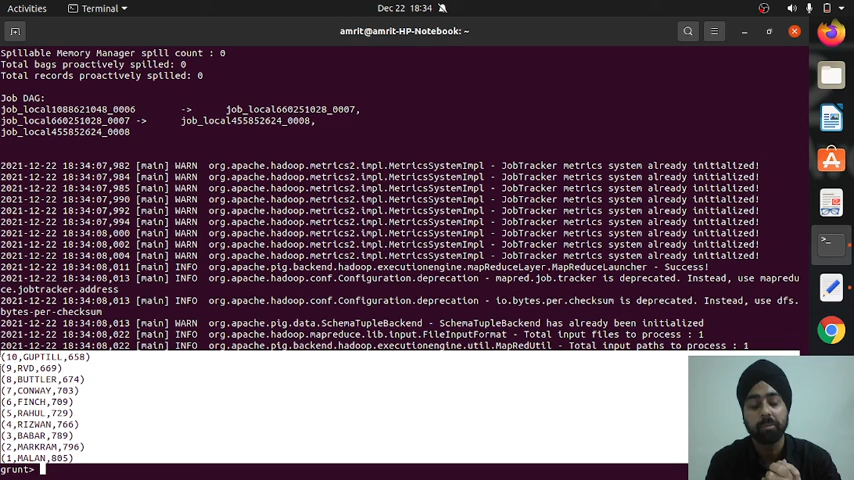 Activities
Terminal
Dec 22 18:34
amrit@amrit-HP-Notebook: ~
Spillable Memory Manager spill count : 0
Total bags proactively spilled: 0
Total records proactively spilled: 0
Job DAG:
job_local1088621048_0006 -> job_local660251028_0007,
job_local660251028_0007 -> job_local455852624_0008,
job_local455852624_0008
2021-12-22 18:34:07,982 [main] WARN org.apache.hadoop.metrics2.impl.MetricsSystemImpl - JobTracker metrics system already initialized!
2021-12-22 18:34:07,984 [main] WARN org.apache.hadoop.metrics2.impl.MetricsSystemImpl - JobTracker metrics system already initialized!
2021-12-22 18:34:07,985 [main] WARN org.apache.hadoop.metrics2.impl.MetricsSystemImpl - JobTracker metrics system already initialized!
2021-12-22 18:34:07,990 [main] WARN org.apache.hadoop.metrics2.impl.MetricsSystemImpl - JobTracker metrics system already initialized!
2021-12-22 18:34:07,992 [main] WARN org.apache.hadoop.metrics2.impl.MetricsSystemImpl - JobTracker metrics system already initialized!
2021-12-22 18:34:07,994 [main] WARN org.apache.hadoop.metrics2.impl.MetricsSystemImpl - JobTracker metrics system already initialized!
2021-12-22 18:34:08,000 [main] WARN org.apache.hadoop.metrics2.impl.MetricsSystemImpl - JobTracker metrics system already initialized!
2021-12-22 18:34:08,002 [main] WARN org.apache.hadoop.metrics2.impl.MetricsSystemImpl - JobTracker metrics system already initialized!
2021-12-22 18:34:08,004 [main] WARN org.apache.hadoop.metrics2.impl.MetricsSystemImpl - JobTracker metrics system already initialized!
2021-12-22 18:34:08,011 [main] INFO org.apache.pig.backend.hadoop.executionengine.mapReduceLayer.MapReduceLauncher - Success!
2021-12-22 18:34:08,013 [main] INFO org.apache.hadoop.conf.Configuration.deprecation - mapred.job.tracker is deprecated. Instead, use mapredu
ce.jobtracker.address
2021-12-22 18:34:08,013 [main] INFO org.apache.hadoop.conf.Configuration.deprecation - io.bytes.per.checksum is deprecated. Instead, use dfs.
bytes-per-checksum
2021-12-22 18:34:08,013 [main] WARN org.apache.pig.data.SchemaTupleBackend - SchemaTupleBackend has already been initialized
2021-12-22 18:34:08,022 [main] INFO org.apache.hadoop.mapreduce.lib.input.FileInputFormat - Total input files to process : 1
2021-12-22 18:34:08,022 [main] INFO org.apache.pig.backend.hadoop.executionengine.util.MapRedUtil - Total input paths to process : 1
(10,GUPTILL,658)
(9,RVD,669)
(8,BUTTLER,674)
(7,CONWAY,703)
(6,FINCH,709)
(5,RAHUL,729)
(4,RIZWAN,766)
(3,BABAR,789)
(2,MARKRAM,796)
(1,MALAN,805)
grunt>